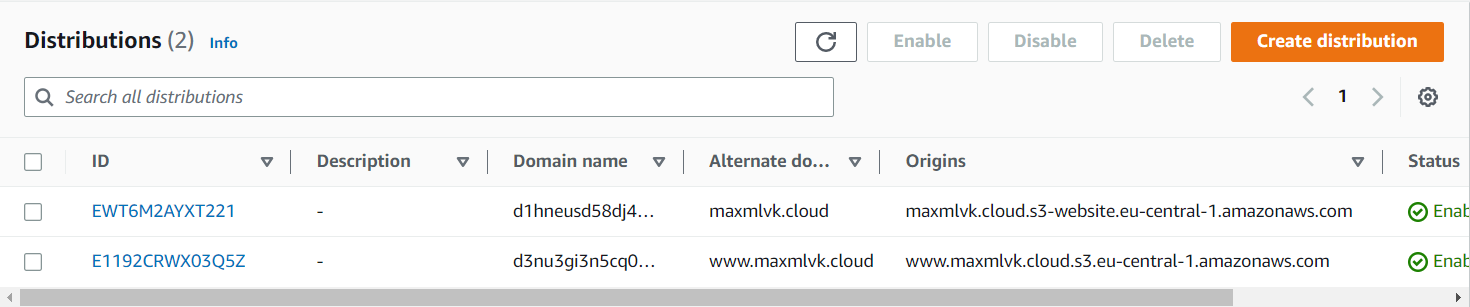 Distributions (2) Info
Enable Disable Delete Create distribution
Search all distributions
1
ID Description Domain name Alternate do... Origins Status
EWT6M2AYXT221 - d1hneusd58dj4... maxmlvk.cloud maxmlvk.cloud.s3-website.eu-central-1.amazonaws.com Enab
E1192CRWX03Q5Z - d3nu3gi3n5cq0... www.maxmlvk.cloud www.maxmlvk.cloud.s3.eu-central-1.amazonaws.com Enab